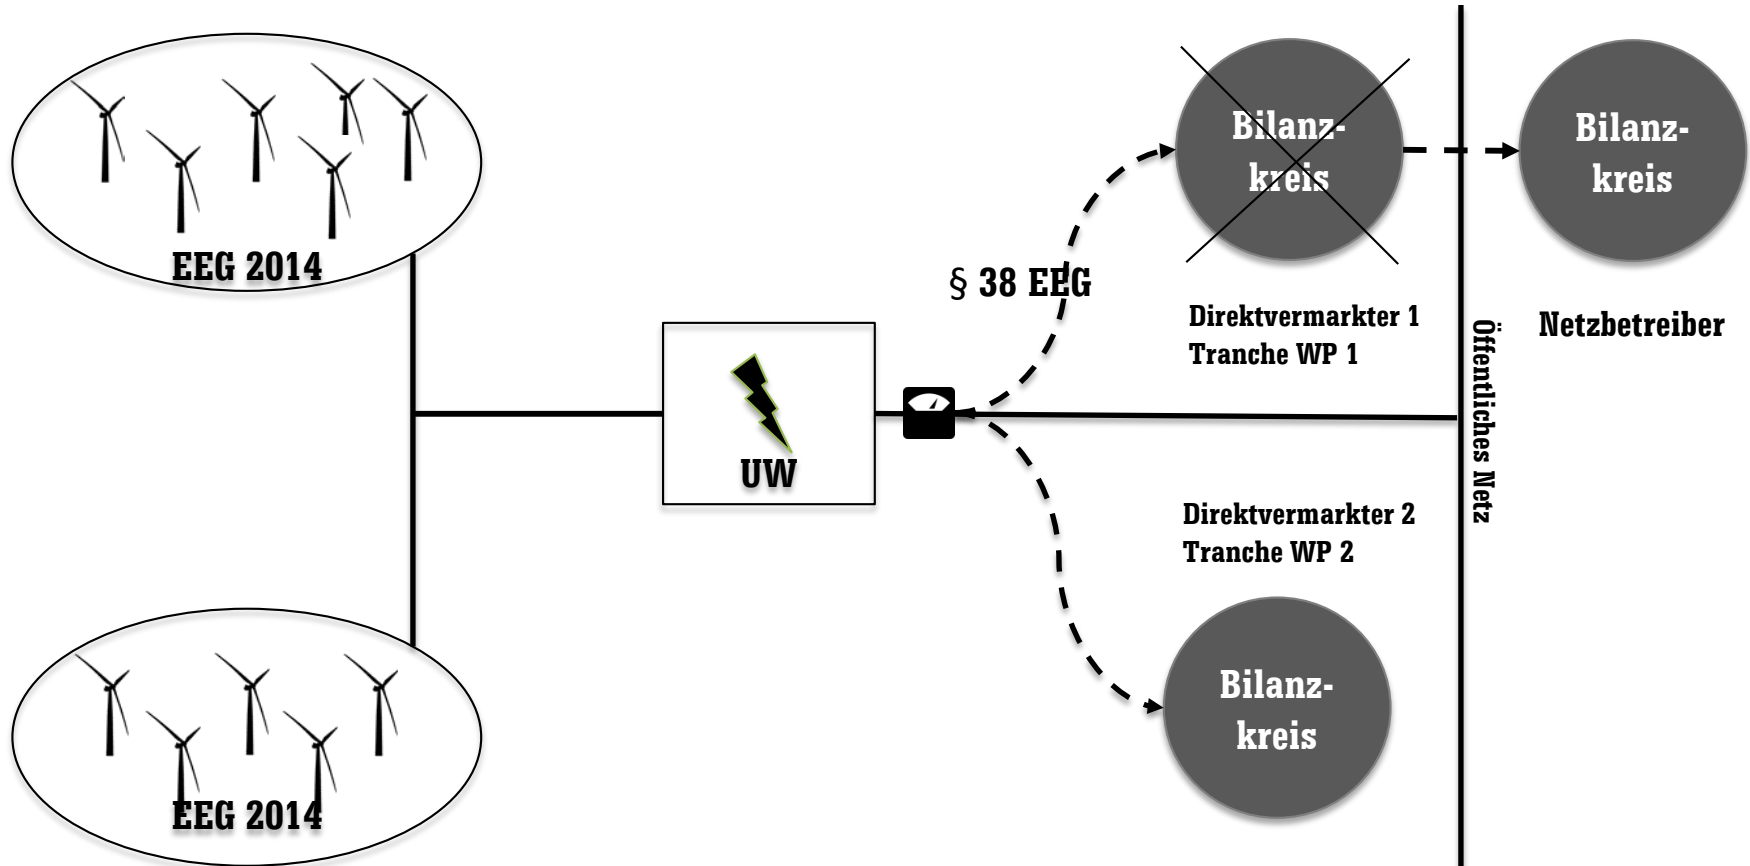 EEG 2014
EEG 2014
UW
§ 38 EEG
Bilanz-
kreis
Direktvermarkter 1
Tranche WP 1
Direktvermarkter 2
Tranche WP 2
Bilanz-
kreis
Öffentliches Netz
Bilanz-
kreis
Netzbetreiber